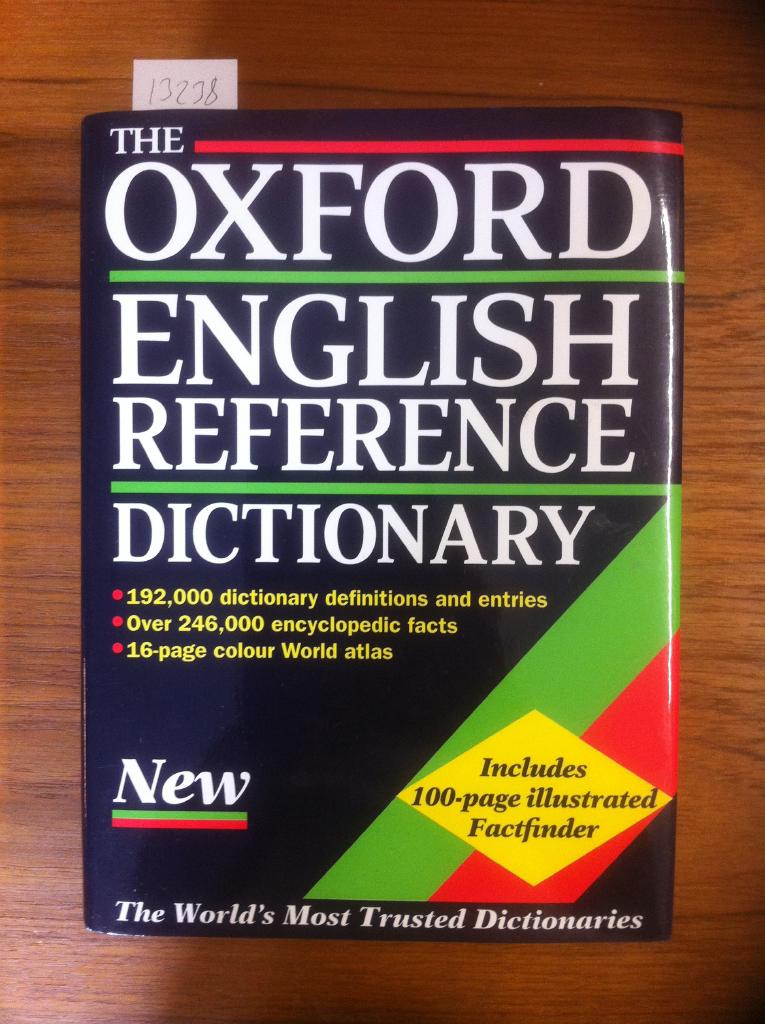 13238
THE
OXFORD
ENGLISH
REFERENCE
DICTIONARY
•192,000 dictionary definitions and entries
•Over 246,000 encyclopedic facts
•16-page colour World atlas
New
Includes
100-page illustrated
Factfinder
The World's Most Trusted Dictionaries